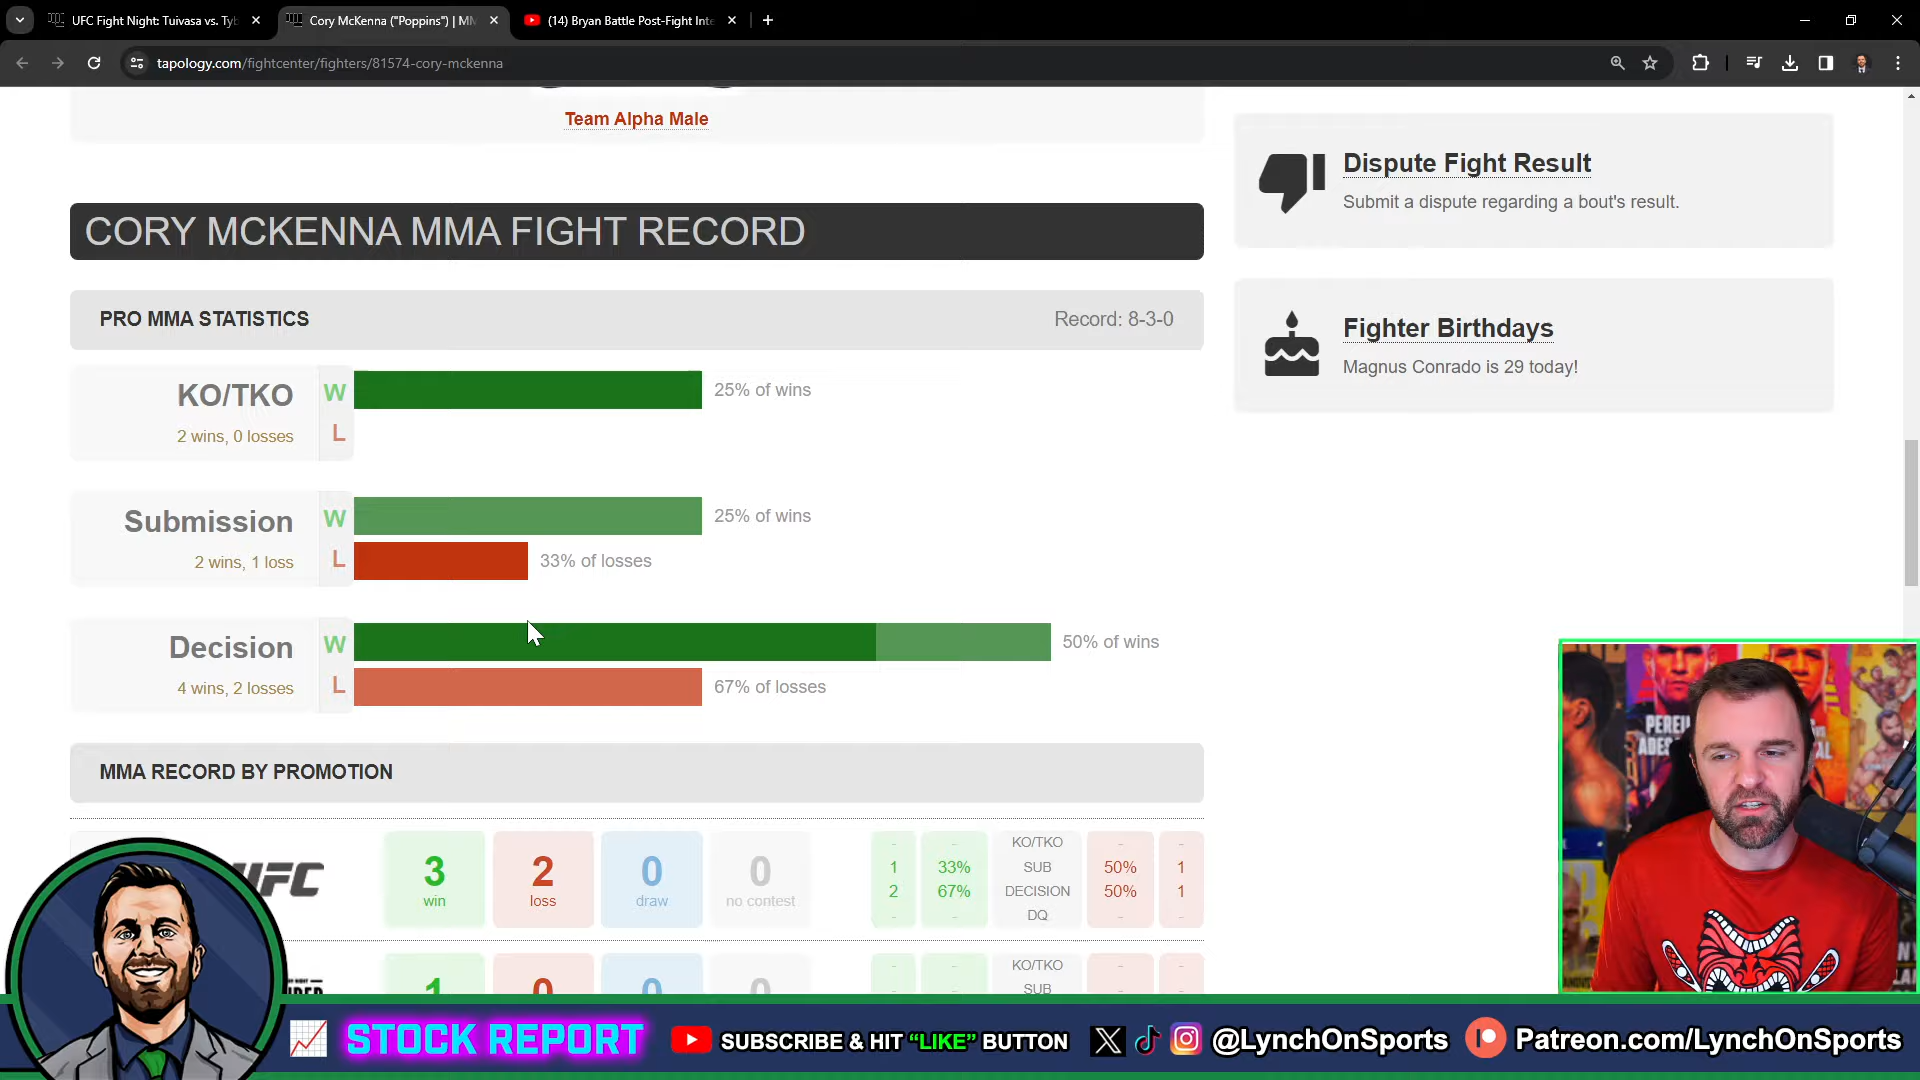 UFC Fight Night: Tuivasa vs. Tyb
Cory McKenna ("Poppins") | MM
(14) Bryan Battle Post-Fight Inte
tapology.com/fightcenter/fighters/81574-cory-mckenna
Team Alpha Male
CORY MCKENNA MMA FIGHT RECORD
PRO MMA STATISTICS
Record: 8-3-0
KO/TKO
2 wins, 0 losses
W
L
25% of wins
Submission
2 wins, 1 loss
W
L
25% of wins
33% of losses
Decision
4 wins, 2 losses
W
L
50% of wins
67% of losses
MMA RECORD BY PROMOTION
UFC
3
win
2
loss
0
draw
0
no contest
- - KO/TKO - -
1 33% SUB 50% 1
2 67% DECISION 50% 1
- - DQ - -
1
0
0
0
- - KO/TKO - -
SUB
Dispute Fight Result
Submit a dispute regarding a bout's result.
Fighter Birthdays
Magnus Conrado is 29 today!
STOCK REPORT
SUBSCRIBE & HIT “LIKE” BUTTON
@LynchOnSports
Patreon.com/LynchOnSports